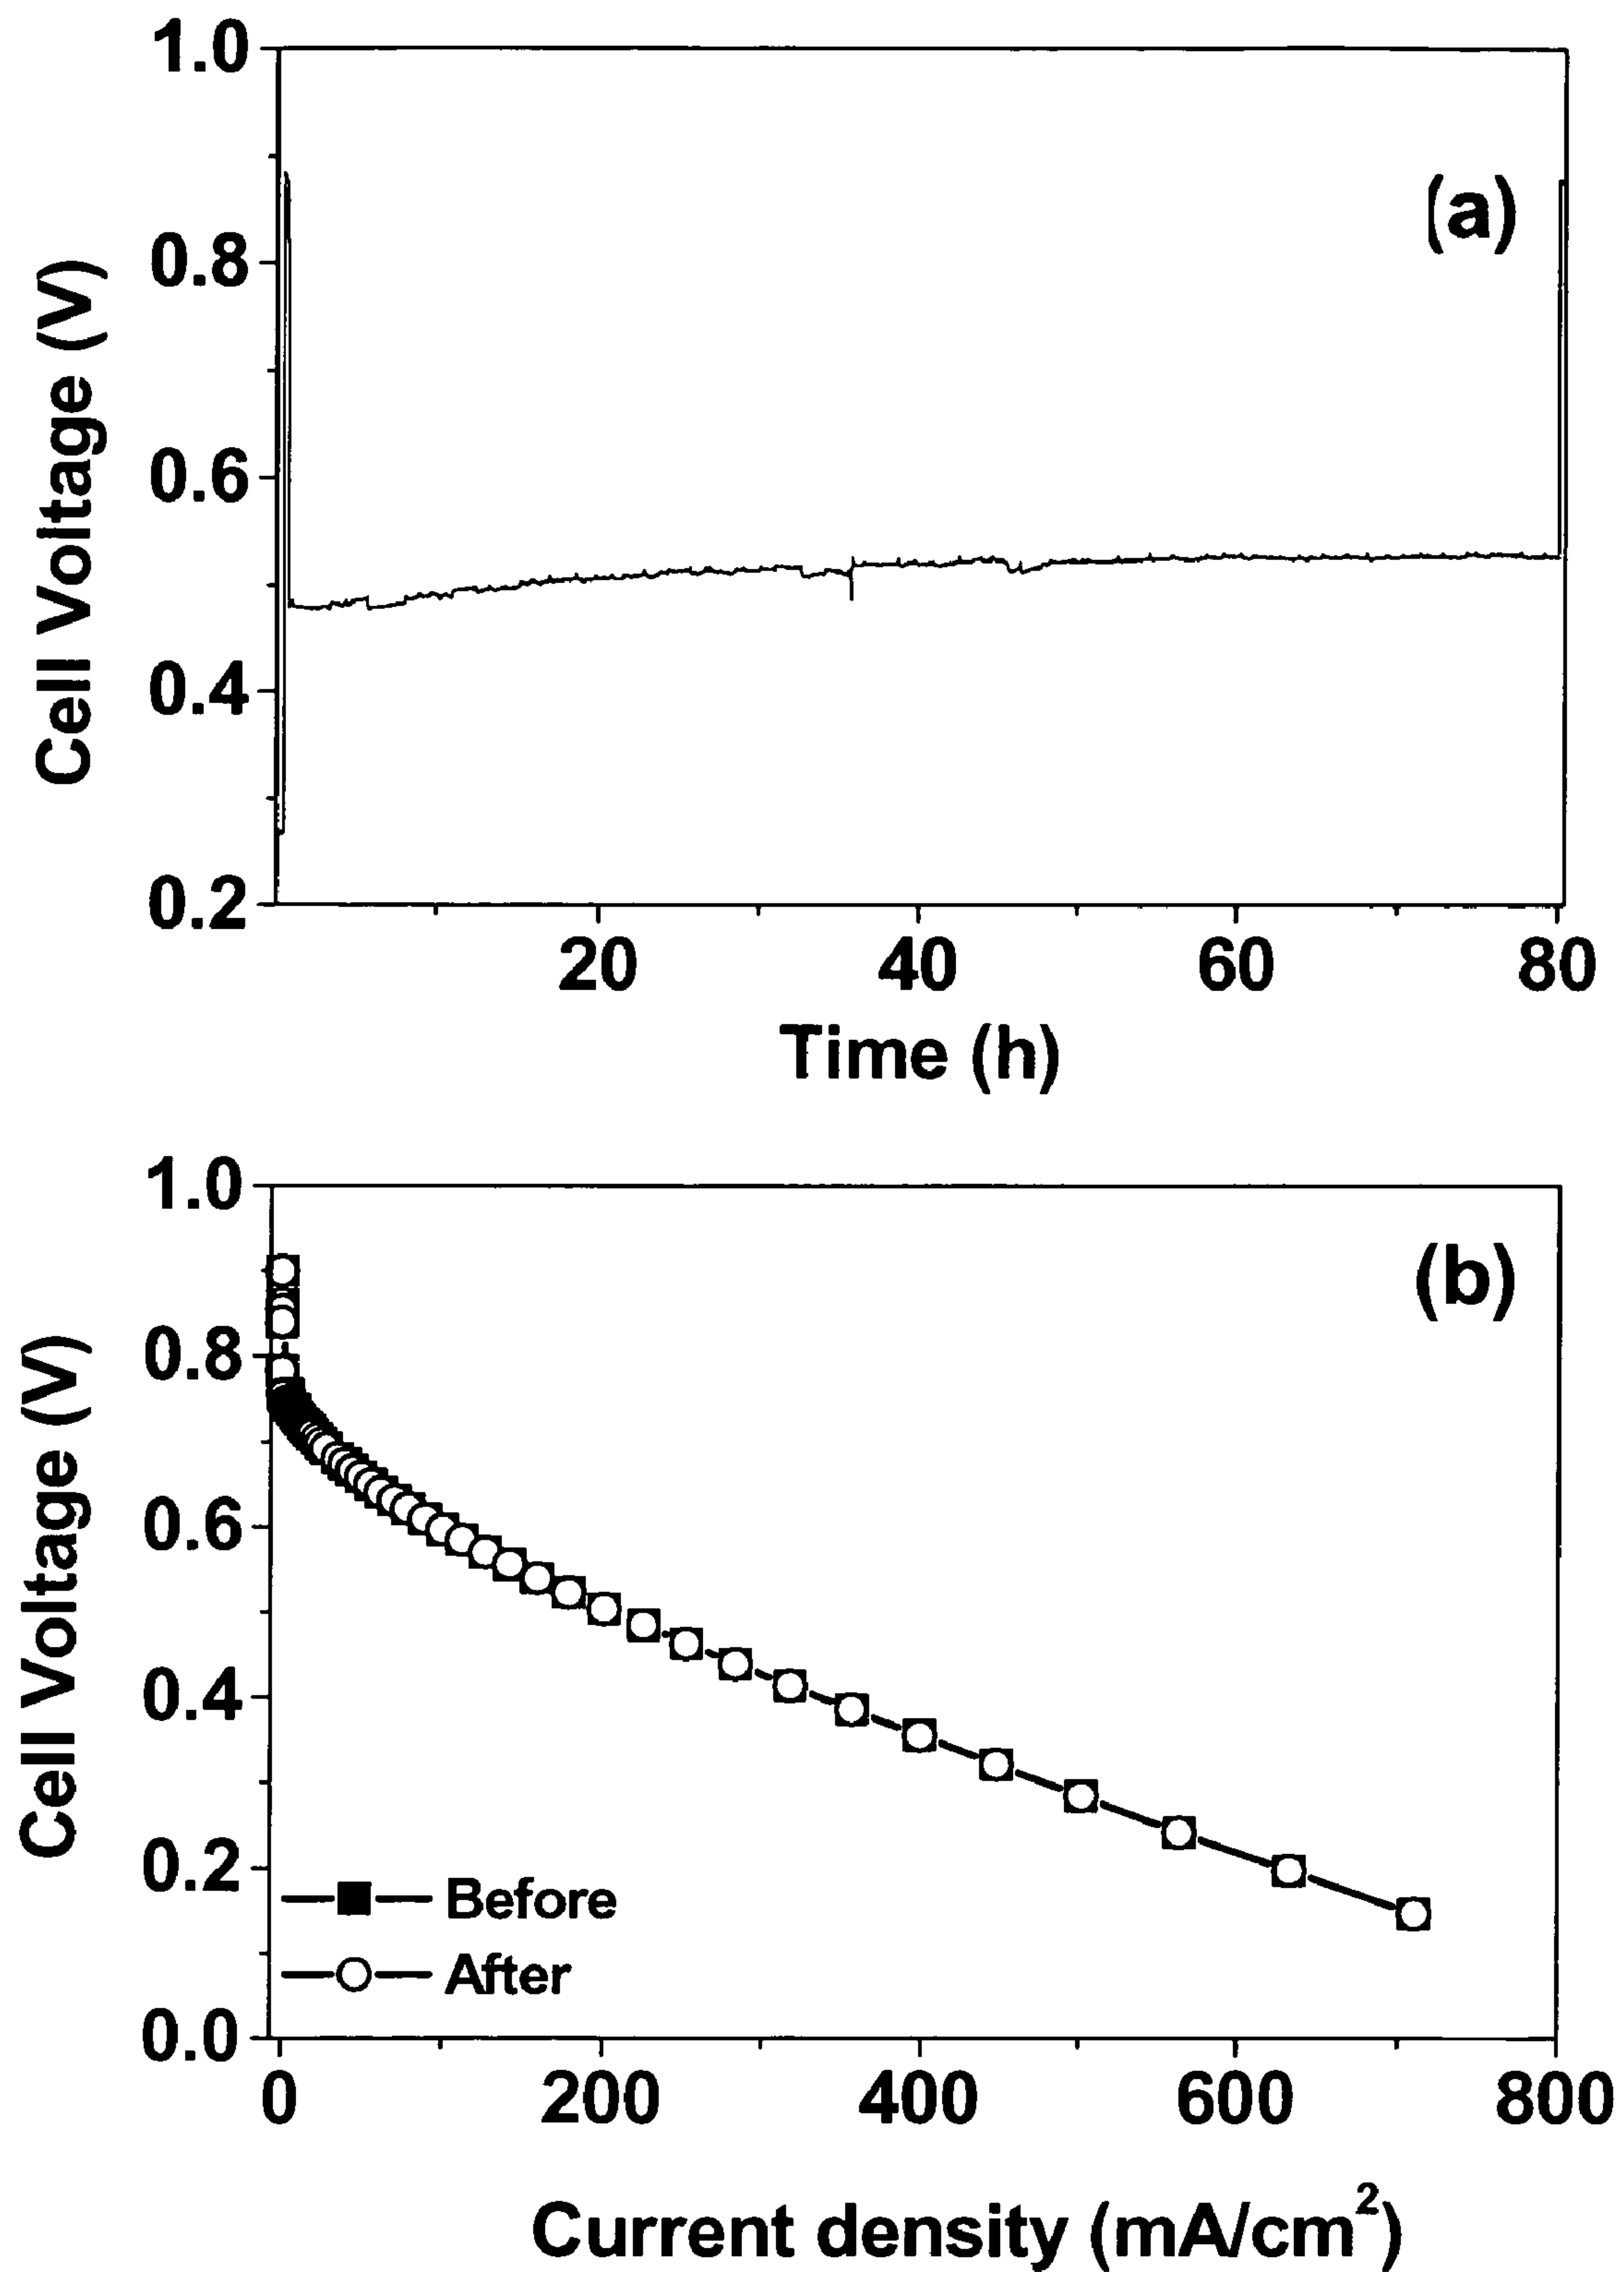 1.0
(a)
0.8
0.6
0.4
0.2
Cell Voltage (V)
20 40 60 80
Time (h)
1.0
(b)
0.8
0.6
0.4
0.2
0.0
Cell Voltage (V)
Before
After
0 200 400 600 800
Current density (mA/cm²)